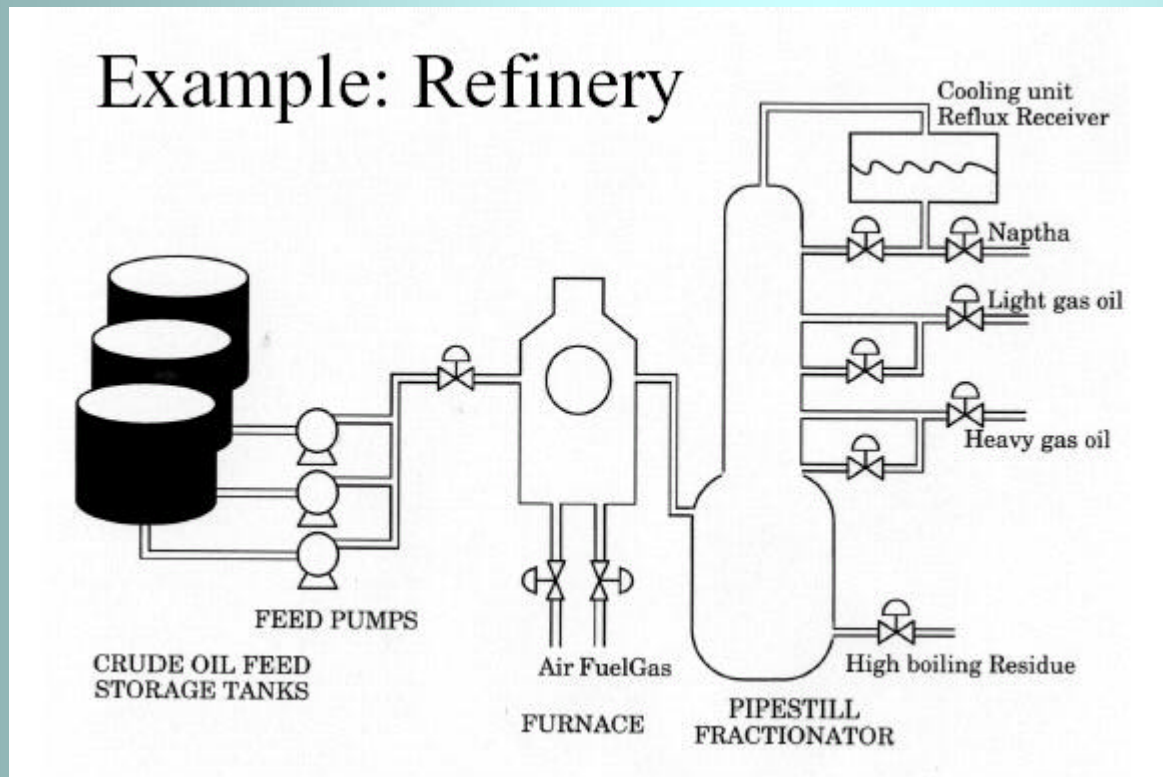 Example: Refinery
Cooling unit
Reflux Receiver
Naptha
Light gas oil
Heavy gas oil
FEED PUMPS
CRUDE OIL FEED
STORAGE TANKS
Air FuelGas
FURNACE
High boiling Residue
PIPESTILL
FRACTIONATOR